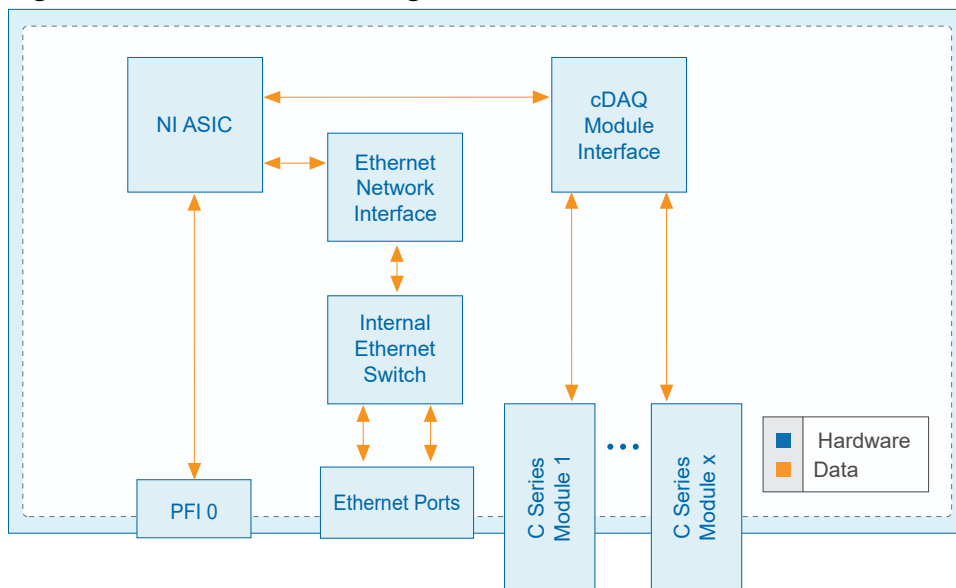 NI ASIC
cDAQ
Module
Interface
Ethernet
Network
Interface
Internal
Ethernet
Switch
C Series
Module 1
•••
C Series
Module x
Hardware
Data
PFI 0
Ethernet Ports